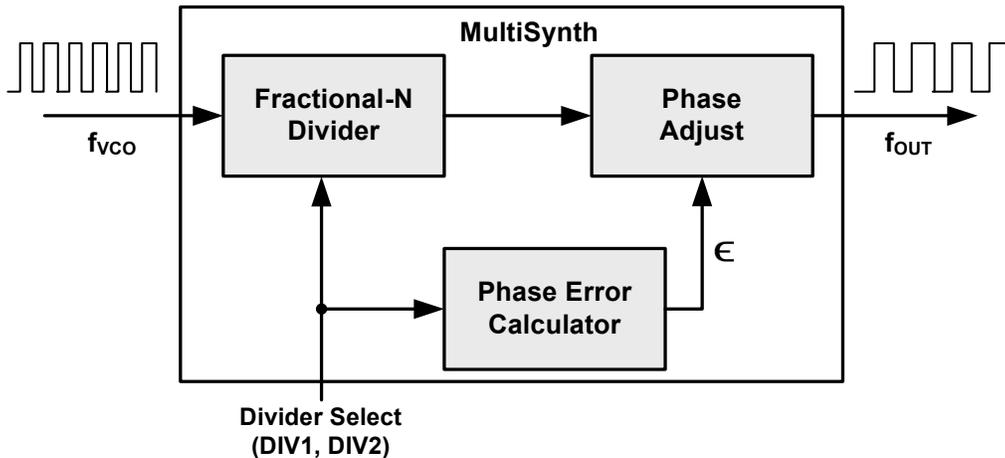 MultiSynth
Fractional-N
Divider
Phase
Adjust
fVCO
fOUT
ϵ
Phase Error
Calculator
Divider Select
(DIV1, DIV2)